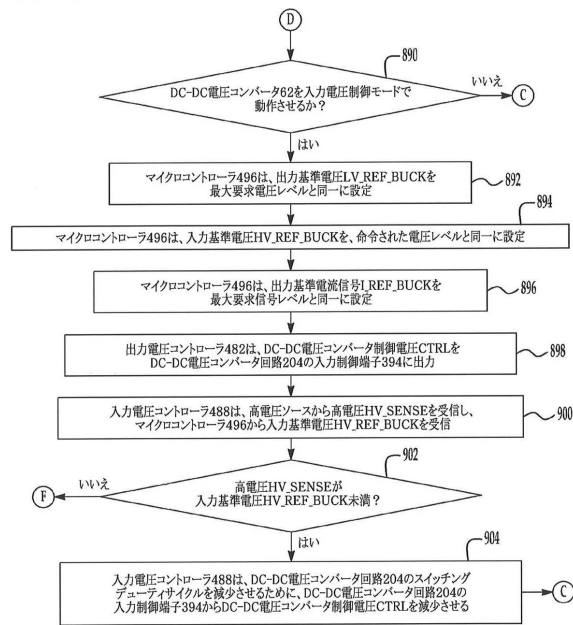 D
890
DC-DC電圧コンバータ62を入力電圧制御モードで
動作させるか？
いいえ
C
はい
マイクロコントローラ496は、出力基準電圧LV_REF_BUCKを
最大要求電圧レベルと同一に設定
892
894
マイクロコントローラ496は、入力基準電圧HV_REF_BUCKを、命令された電圧レベルと同一に設定
マイクロコントローラ496は、出力基準電流信号I_REF_BUCKを
最大要求信号レベルと同一に設定
896
出力電圧コントローラ482は、DC-DC電圧コンバータ制御電圧CTRLを
DC-DC電圧コンバータ回路204の入力制御端子394に出力
898
入力電圧コントローラ488は、高電圧ソースから高電圧HV_SENSEを受信し、
マイクロコントローラ496から入力基準電圧HV_REF_BUCKを受信
900
902
いいえ
F
高電圧HV_SENSEが
入力基準電圧HV_REF_BUCK未満？
はい
904
入力電圧コントローラ488は、DC-DC電圧コンバータ回路204のスイッチング
デューティサイクルを減少させるために、DC-DC電圧コンバータ回路204の
入力制御端子394からDC-DC電圧コンバータ制御電圧CTRLを減少させる
C